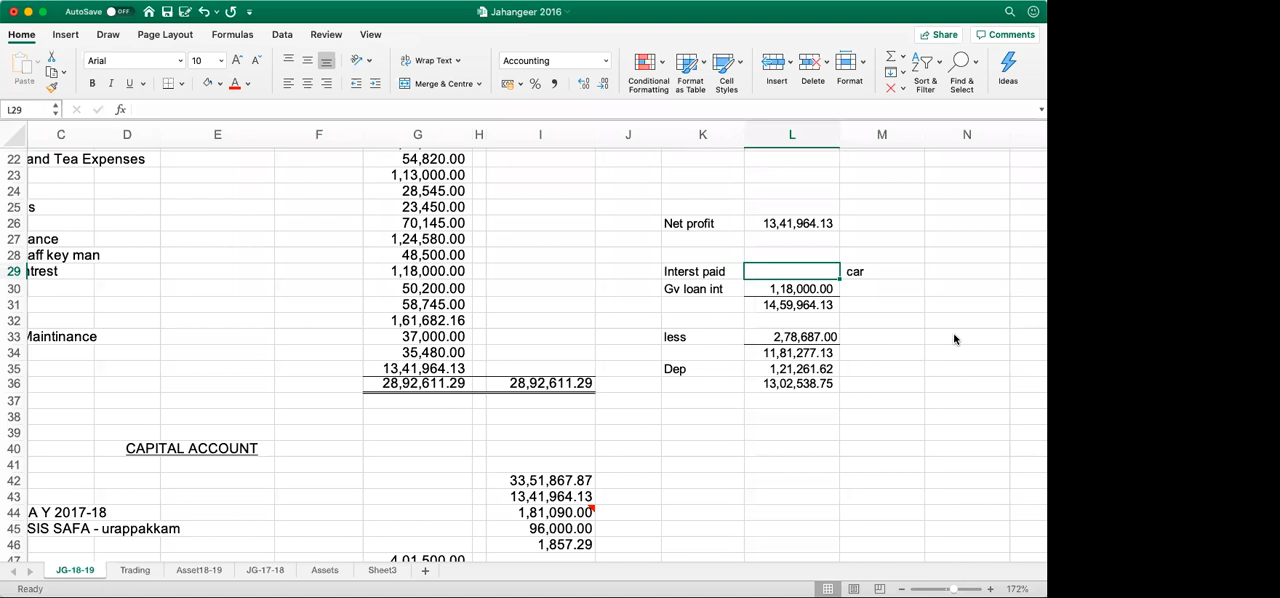 AutoSave OFF
Jahangeer 2016
Home Insert Draw Page Layout Formulas Data Review View Share Comments
Paste Arial 10 Wrap Text Accounting
B I U Merge & Centre Conditional Formatting Format as Table Cell Styles Insert Delete Format Sort & Filter Find & Select Ideas
L29 fx
C D E F G H I J K L M N
22 and Tea Expenses 54,820.00
23 1,13,000.00
24 28,545.00
25 s 23,450.00
26 70,145.00 Net profit 13,41,964.13
27 ance 1,24,580.00
28 aff key man 48,500.00
29 trest 1,18,000.00 Interst paid car
30 50,200.00 Gv loan int 1,18,000.00
31 58,745.00 14,59,964.13
32 1,61,682.16
33 Maintinance 37,000.00 less 2,78,687.00
34 35,480.00 11,81,277.13
35 13,41,964.13 Dep 1,21,261.62
36 28,92,611.29 28,92,611.29 13,02,538.75
37
38
39
40 CAPITAL ACCOUNT
41
42 33,51,867.87
43 13,41,964.13
44 A Y 2017-18 1,81,090.00
45 SIS SAFA - urappakkam 96,000.00
46 1,857.29
47 4,01,500.00
JG-18-19 Trading Asset18-19 JG-17-18 Assets Sheet3 +
Ready 172%